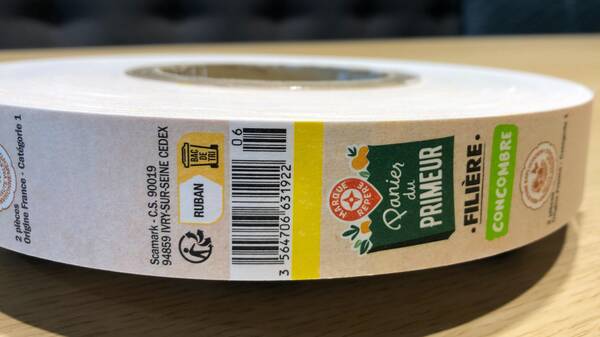 2 pièces
Origine France - Catégorie 1
Scamark - C.S. 90019
94859 IVRY-SUR-SEINE CEDEX
BAC
DE
TRI
RUBAN
06
3 564706 631922
MARQUE
REPÈRE
Panier
du
PRIMEUR
• FILIÈRE •
CONCOMBRE